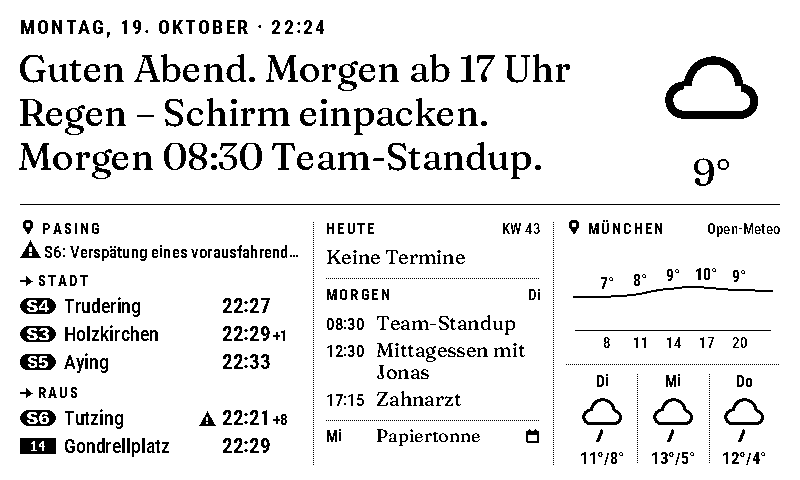 MONTAG, 19. OKTOBER · 22:24
Guten Abend. Morgen ab 17 Uhr
Regen – Schirm einpacken.
Morgen 08:30 Team-Standup.
9°
PASING
S6: Verspätung eines vorausfahrend…
STADT
S4 Trudering 22:27
S3 Holzkirchen 22:29 +1
S5 Aying 22:33
RAUS
S6 Tutzing 22:21 +8
14 Gondrellplatz 22:29
HEUTE KW 43
Keine Termine
MORGEN Di
08:30 Team-Standup
12:30 Mittagessen mit
Jonas
17:15 Zahnarzt
Mi Papiertonne
MÜNCHEN Open-Meteo
7° 8° 9° 10° 9°
8 11 14 17 20
Di Mi Do
11°/8° 13°/5° 12°/4°